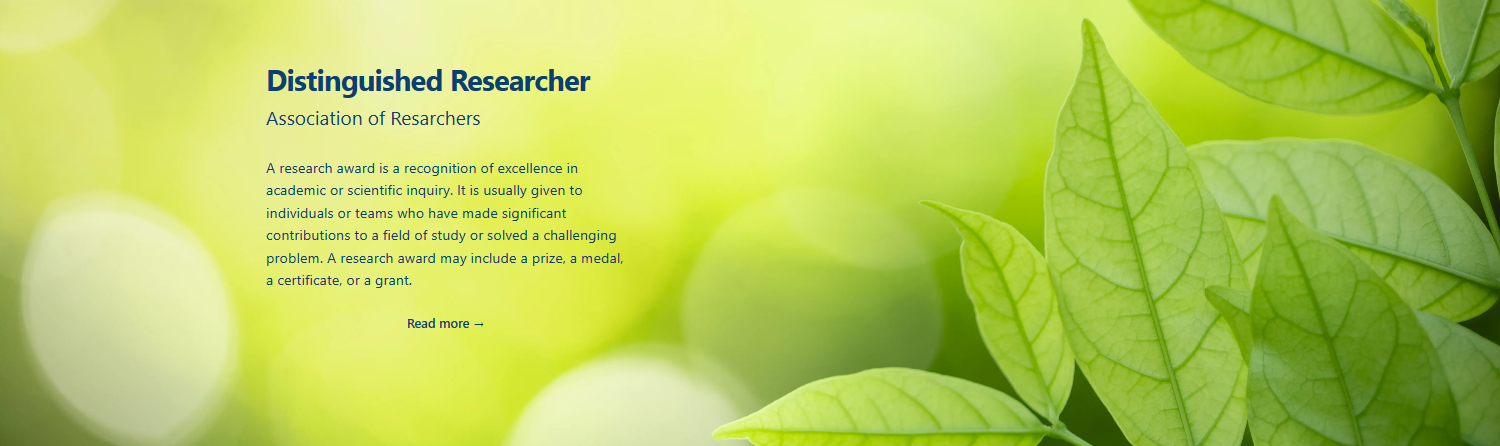 Distinguished Researcher
Association of Resarchers
A research award is a recognition of excellence in
academic or scientific inquiry. It is usually given to
individuals or teams who have made significant
contributions to a field of study or solved a challenging
problem. A research award may include a prize, a medal,
a certificate, or a grant.
Read more →